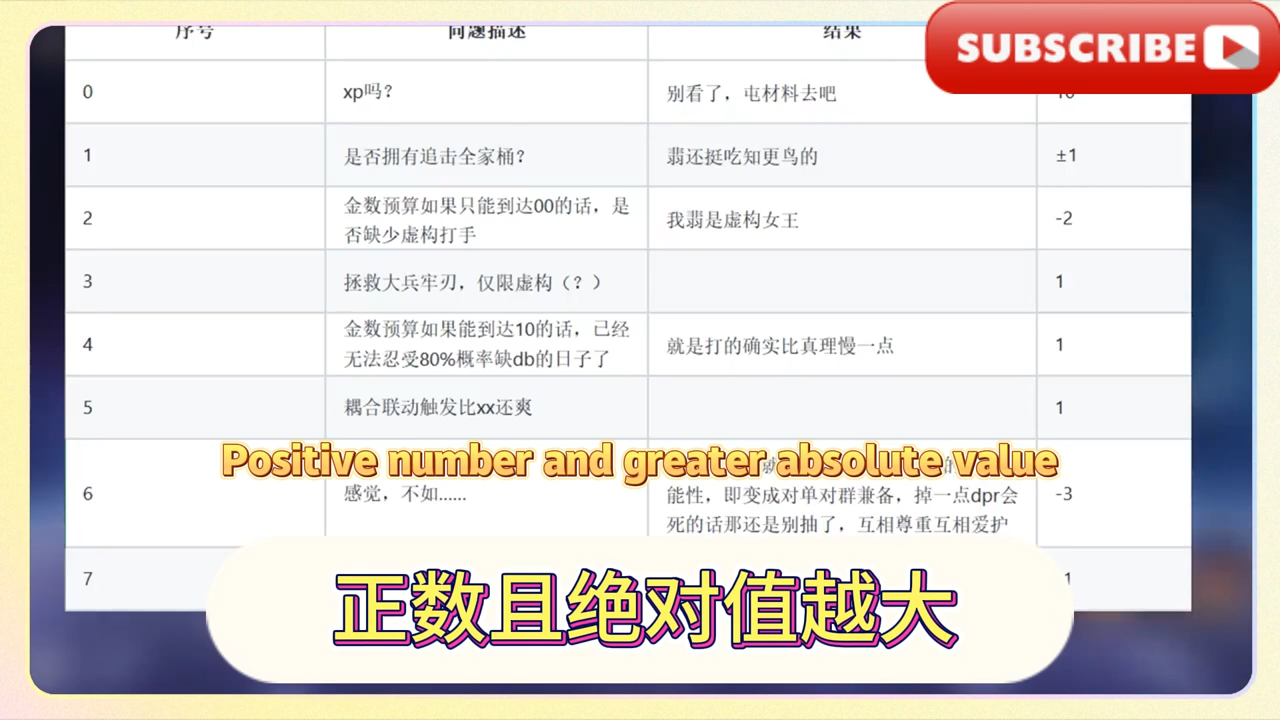 SUBSCRIBE
序号 问题描述 结果
0 xp吗？ 别看了，屯材料去吧 10
1 是否拥有追击全家桶？ 翡还挺吃知更鸟的 ±1
2 金数预算如果只能到达00的话，是
否缺少虚构打手 我翡是虚构女王 -2
3 拯救大兵牢刃，仅限虚构（？） 1
4 金数预算如果能到达10的话，已经
无法忍受80%概率缺db的日子了 就是打的确实比真理慢一点 1
5 耦合联动触发比xx还爽 1
Positive number and greater absolute value
6 感觉，不如...... 能性，即变成对单对群兼备，掉一点dpr会 -3
死的话那还是别抽了，互相尊重互相爱护
7 1
正数且绝对值越大